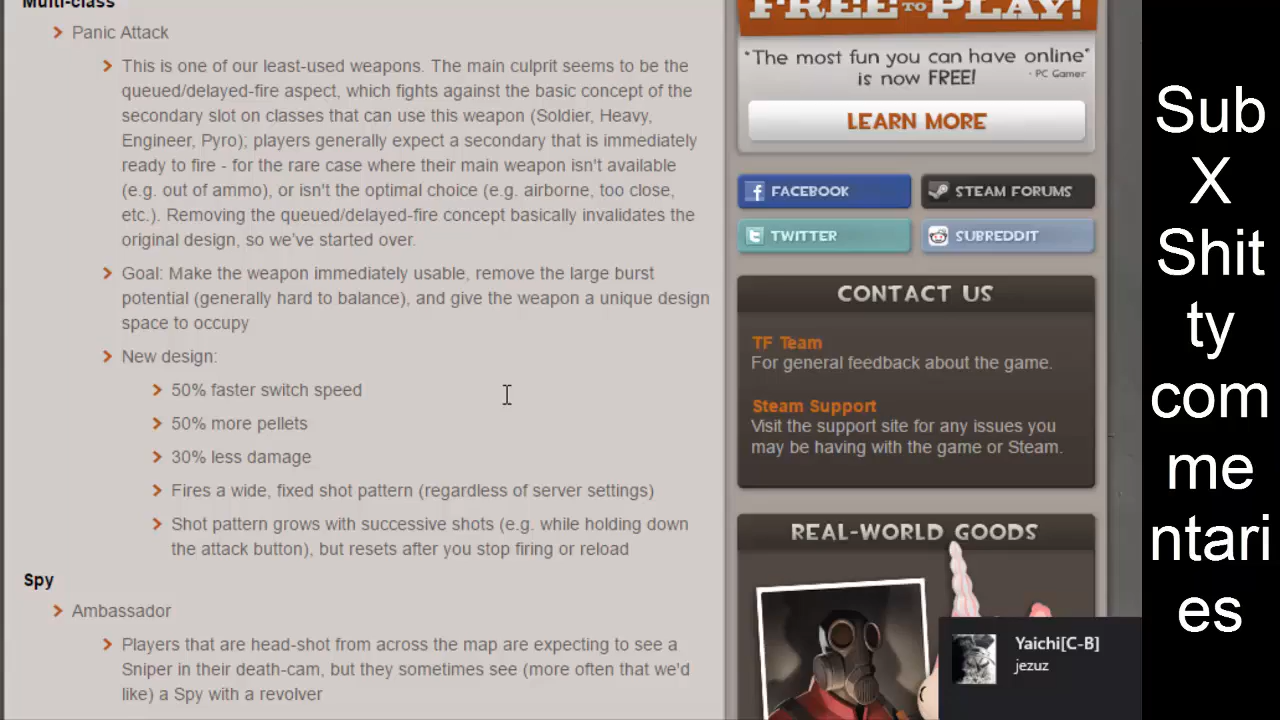 Multi-class
Panic Attack
This is one of our least-used weapons. The main culprit seems to be the
queued/delayed-fire aspect, which fights against the basic concept of the
secondary slot on classes that can use this weapon (Soldier, Heavy,
Engineer, Pyro); players generally expect a secondary that is immediately
ready to fire - for the rare case where their main weapon isn't available
(e.g. out of ammo), or isn't the optimal choice (e.g. airborne, too close,
etc.). Removing the queued/delayed-fire concept basically invalidates the
original design, so we've started over.
Goal: Make the weapon immediately usable, remove the large burst
potential (generally hard to balance), and give the weapon a unique design
space to occupy
New design:
50% faster switch speed
50% more pellets
30% less damage
Fires a wide, fixed shot pattern (regardless of server settings)
Shot pattern grows with successive shots (e.g. while holding down
the attack button), but resets after you stop firing or reload
Spy
Ambassador
Players that are head-shot from across the map are expecting to see a
Sniper in their death-cam, but they sometimes see (more often that we'd
like) a Spy with a revolver
FREE TO PLAY!
"The most fun you can have online"
is now FREE!
- PC Gamer
LEARN MORE
FACEBOOK
STEAM FORUMS
TWITTER
SUBREDDIT
CONTACT US
TF Team
For general feedback about the game.
Steam Support
Visit the support site for any issues you
may be having with the game or Steam.
REAL-WORLD GOODS
Yaichi[C-B]
jezuz
Sub
X
Shit
ty
com
me
ntari
es